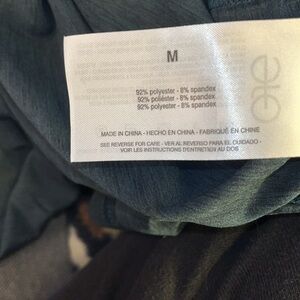 M
92% polyester - 8% spandex
92% poliéster - 8% spandex
92% polyester - 8% spandex
MADE IN CHINA - HECHO EN CHINA - FABRIQUÉ EN CHINE
SEE REVERSE FOR CARE - VER AL REVERSO PARA EL CUIDADO -
VOIR LES INSTRUCTIONS D'ENTRETIEN AU DOS